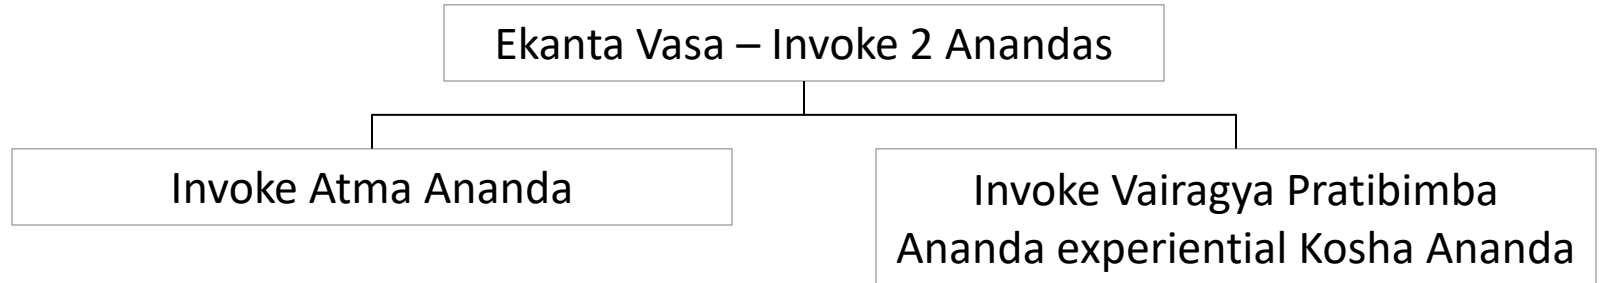 Ekanta Vasa – Invoke 2 Anandas
Invoke Atma Ananda
Invoke Vairagya Pratibimba
Ananda experiential Kosha Ananda